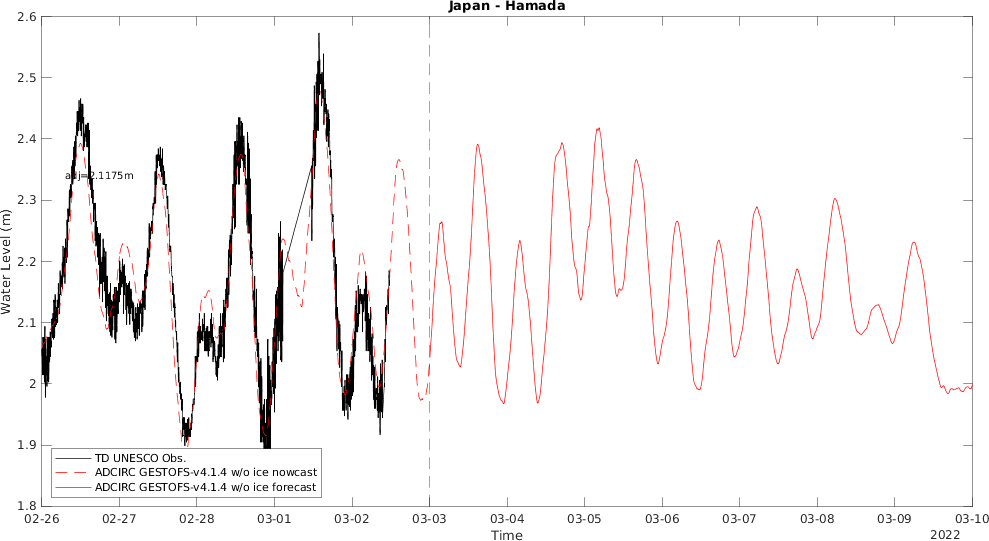 Japan - Hamada
2.6
2.5
2.4
2.3
2.2
2.1
2
1.9
1.8
Water Level (m)
adj=2.1175m
TD UNESCO Obs.
ADCIRC GESTOFS-v4.1.4 w/o ice nowcast
ADCIRC GESTOFS-v4.1.4 w/o ice forecast
02-26 02-27 02-28 03-01 03-02 03-03 03-04 03-05 03-06 03-07 03-08 03-09 03-10
Time
2022